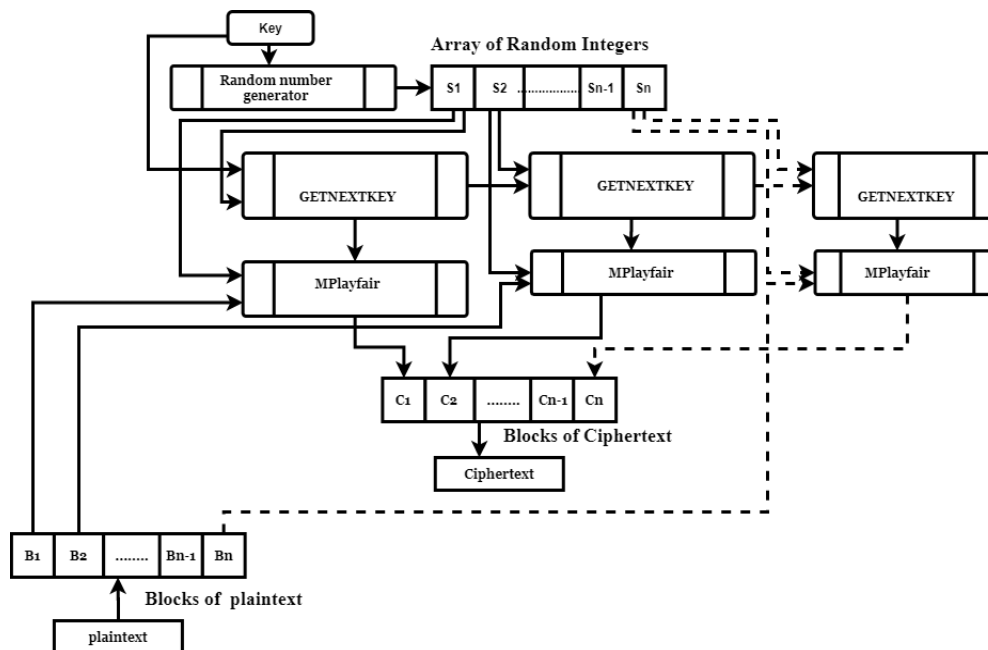 Key
Array of Random Integers
Random number
generator
S1 S2 ................. Sn-1 Sn
GETNEXTKEY GETNEXTKEY GETNEXTKEY
MPlayfair MPlayfair MPlayfair
C1 C2 ........ Cn-1 Cn
Blocks of Ciphertext
Ciphertext
B1 B2 ........ Bn-1 Bn
Blocks of plaintext
plaintext